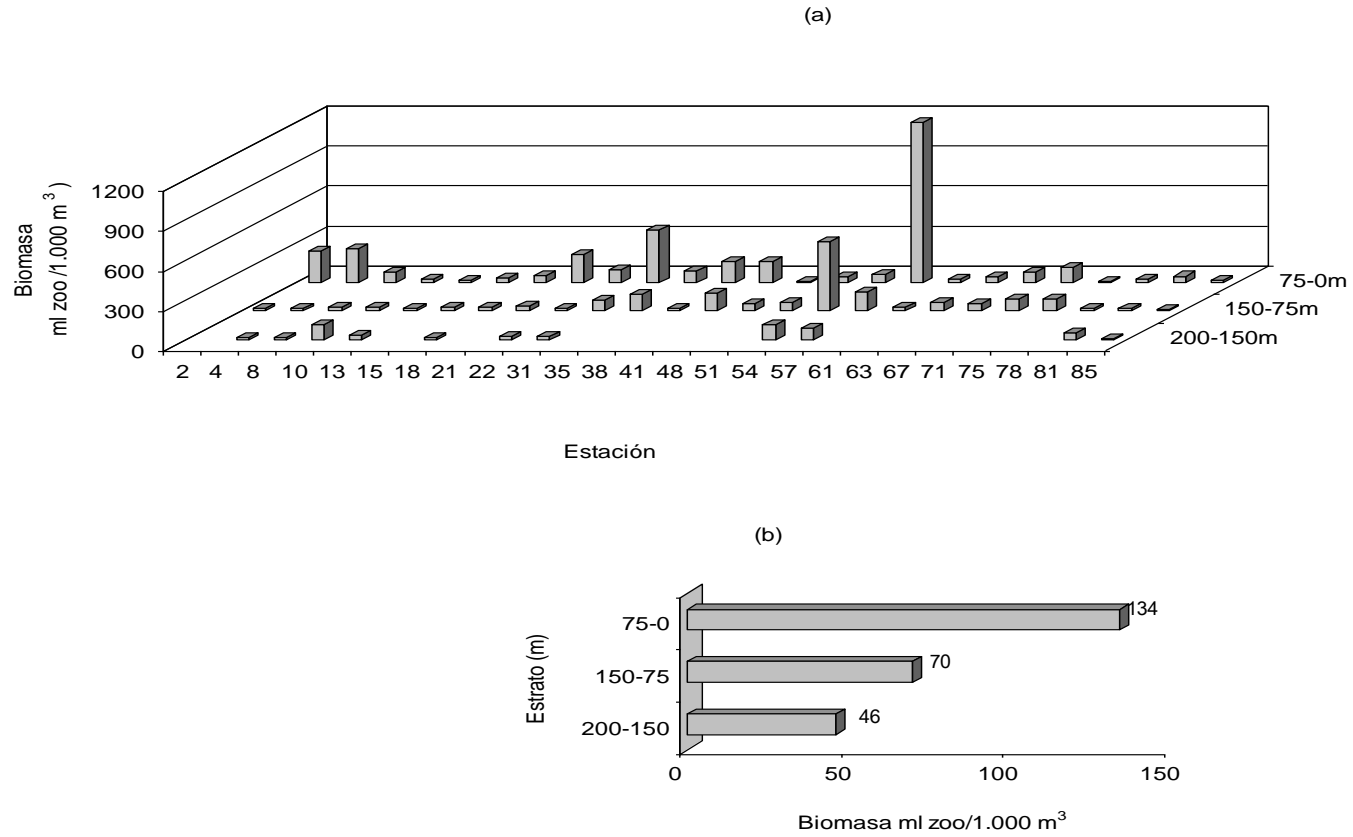 (a)
Biomasa
ml zoo /1.000 m³ )
1200
900
600
300
0
75-0m
150-75m
200-150m
2 4 8 10 13 15 18 21 22 31 35 38 41 48 51 54 57 61 63 67 71 75 78 81 85
Estación
(b)
Estrato (m)
75-0
150-75
200-150
134
70
46
0 50 100 150
Biomasa ml zoo/1.000 m³